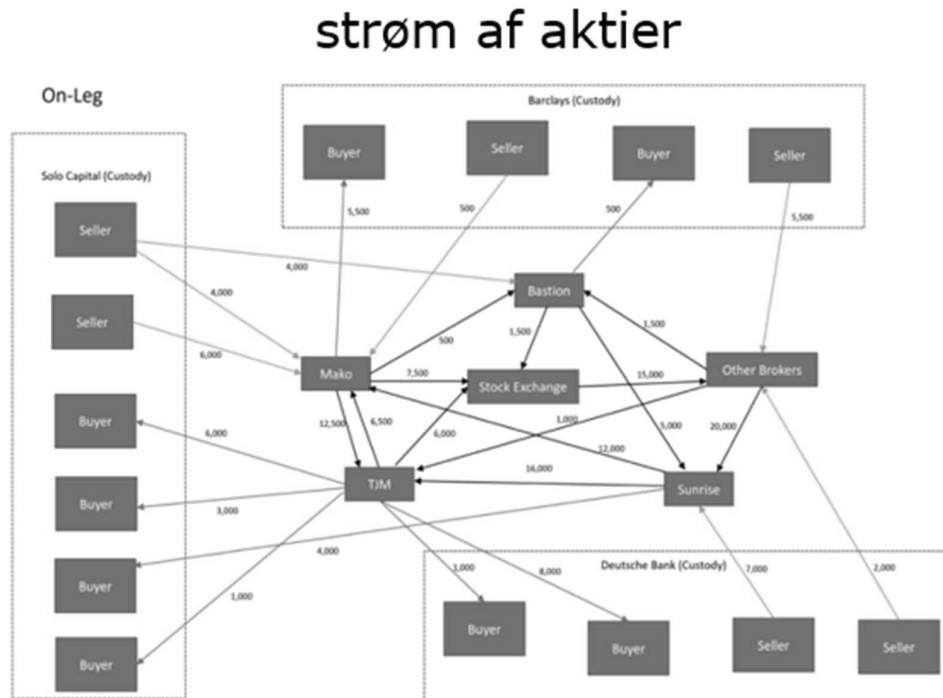 strøm af aktier
On-Leg
Barclays (Custody)
Buyer
Seller
Buyer
Seller
Solo Capital (Custody)
Seller
5,500
500
500
5,500
4,000
4,000
Bastion
Seller
6,000
500
1,500
1,500
Mako
7,500
Stock Exchange
15,000
Other Brokers
Buyer
6,000
12,500
6,500
6,000
1,000
5,000
20,000
12,000
16,000
TJM
Sunrise
Buyer
3,000
4,000
Buyer
1,000
1,000
8,000
Deutsche Bank (Custody)
7,000
2,000
Buyer
Buyer
Buyer
Seller
Seller